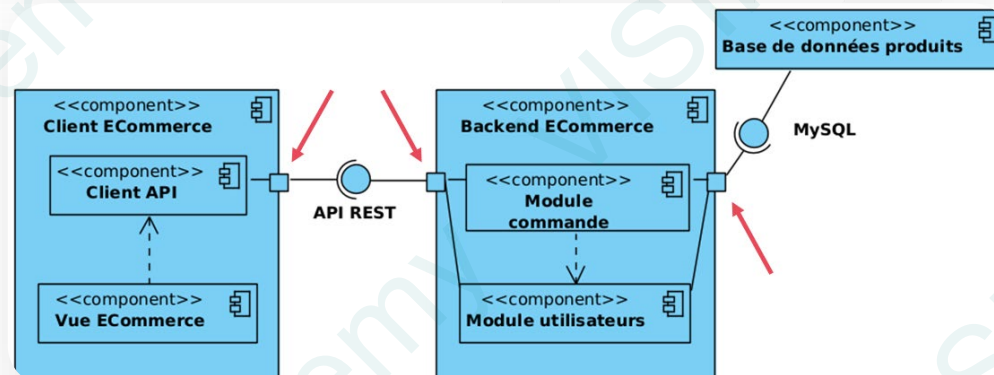 <<component>>
Base de données produits
<<component>>
Client ECommerce
<<component>>
Client API
<<component>>
Vue ECommerce
API REST
<<component>>
Backend ECommerce
<<component>>
Module
commande
<<component>>
Module utilisateurs
MySQL